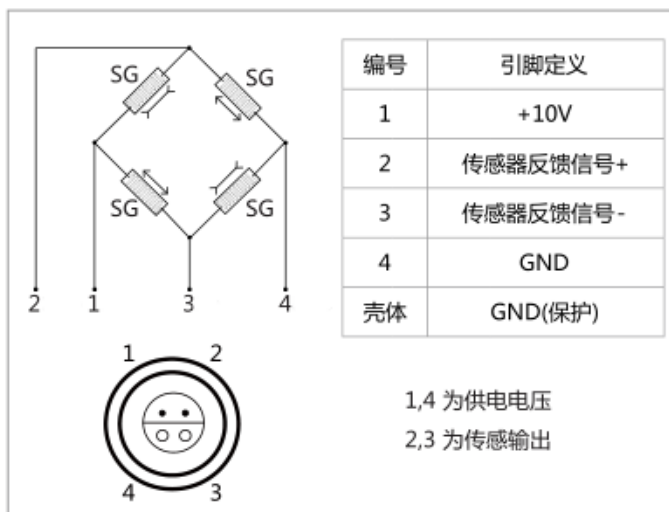 SG SG
SG SG
2 1 3 4
编号 引脚定义
1 +10V
2 传感器反馈信号+
3 传感器反馈信号-
4 GND
壳体 GND(保护)
1 2
4 3
1,4 为供电电压
2,3 为传感输出